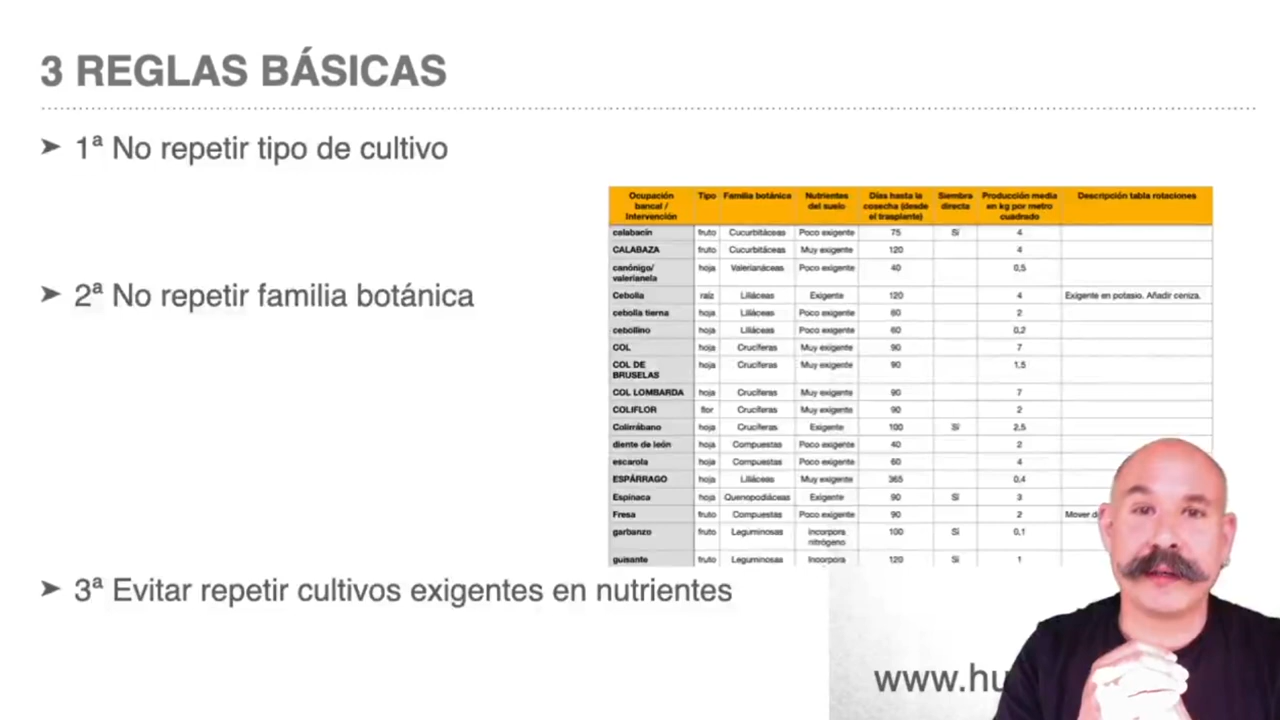 3 REGLAS BÁSICAS
➤ 1ª No repetir tipo de cultivo
➤ 2ª No repetir familia botánica
Ocupación bancal / Intervención Tipo Familia botánica Nutrientes del suelo Días hasta la cosecha (desde el trasplante) Siembra directa Producción media en kg por metro cuadrado Descripción tabla rotaciones
calabacín fruto Cucurbitáceas Poco exigente 75 Sí 4
CALABAZA fruto Cucurbitáceas Muy exigente 120 4
canónigo/ valerianela hoja Valerianáceas Poco exigente 40 0,5
Cebolla raíz Liliáceas Exigente 120 4 Exigente en potasio. Añadir ceniza.
cebolla tierna hoja Liliáceas Poco exigente 60 2
cebollino hoja Liliáceas Poco exigente 60 0,2
COL hoja Crucíferas Muy exigente 90 7
COL DE BRUSELAS hoja Crucíferas Muy exigente 90 1,5
COL LOMBARDA hoja Crucíferas Muy exigente 90 7
COLIFLOR flor Crucíferas Muy exigente 90 2
Colirrábano hoja Crucíferas Exigente 100 Sí 2,5
diente de león hoja Compuestas Poco exigente 40 2
escarola hoja Compuestas Poco exigente 60 4
ESPÁRRAGO hoja Liliáceas Muy exigente 365 0,4
Espinaca hoja Quenopodiáceas Exigente 90 Sí 3
Fresa fruto Compuestas Poco exigente 90 2 Mover
garbanzo fruto Leguminosas Incorpora nitrógeno 100 Sí 0,1
guisante fruto Leguminosas Incorpora 120 Sí 1
➤ 3ª Evitar repetir cultivos exigentes en nutrientes
www.hu